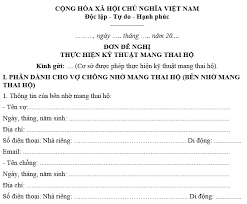 CỘNG HÒA XÃ HỘI CHỦ NGHĨA VIỆT NAM
Độc lập - Tự do - Hạnh phúc
---------------
........., ngày ..... tháng ..... năm 20....
ĐƠN ĐỀ NGHỊ
THỰC HIỆN KỸ THUẬT MANG THAI HỘ
Kính gửi: .... (Cơ sở được phép thực hiện kỹ thuật mang thai hộ).
I. PHẦN DÀNH CHO VỢ CHỒNG NHỜ MANG THAI HỘ (BÊN NHỜ MANG
THAI HỘ)
1. Thông tin của bên nhờ mang thai hộ:
- Tên vợ:
Ngày, tháng, năm sinh:
Địa chỉ:
Số điện thoại: Nhà riêng: Di động:
Email:
- Tên chồng:
Ngày, tháng, năm sinh:
Địa chỉ:
Số điện thoại: Nhà riêng: Di động: